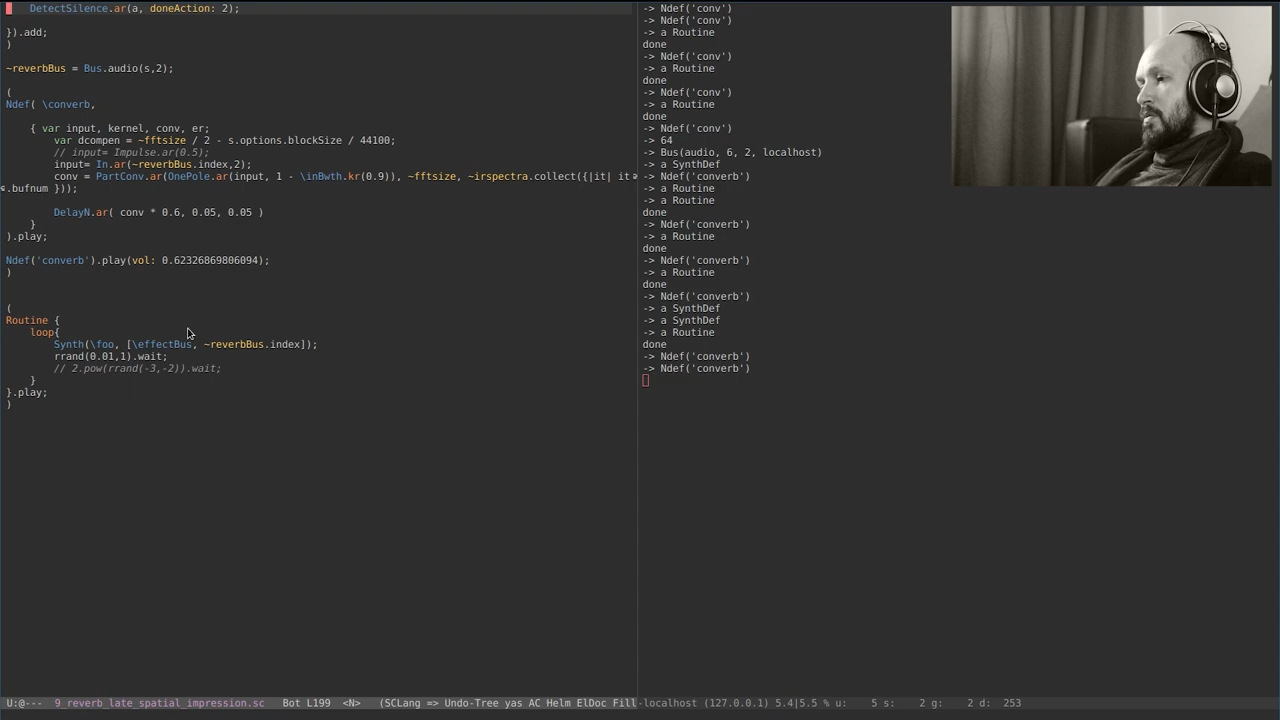 DetectSilence.ar(a, doneAction: 2);
}).add;
)
~reverbBus = Bus.audio(s,2);
(
Ndef( \converb,
{ var input, kernel, conv, er;
var dcompen = ~fftsize / 2 - s.options.blockSize / 44100;
// input= Impulse.ar(0.5);
input= In.ar(~reverbBus.index,2);
conv = PartConv.ar(OnePole.ar(input, 1 - \inBwth.kr(0.9)), ~fftsize, ~irspectra.collect({|it| it
.bufnum }));
DelayN.ar( conv * 0.6, 0.05, 0.05 )
}
).play;
Ndef('converb').play(vol: 0.62326869806094);
)
(
Routine {
loop{
Synth(\foo, [\effectBus, ~reverbBus.index]);
rrand(0.01,1).wait;
// 2.pow(rrand(-3,-2)).wait;
}
}.play;
)
-> Ndef('conv')
-> Ndef('conv')
-> a Routine
done
-> Ndef('conv')
-> a Routine
done
-> Ndef('conv')
-> a Routine
done
-> Ndef('conv')
-> 64
-> Bus(audio, 6, 2, localhost)
-> a SynthDef
-> Ndef('converb')
-> a Routine
-> a Routine
done
-> Ndef('converb')
-> a Routine
done
-> Ndef('converb')
-> a Routine
done
-> Ndef('converb')
-> a SynthDef
-> a SynthDef
-> a Routine
done
-> Ndef('converb')
-> Ndef('converb')
U:@--- 9_reverb_late_spatial_impression.sc Bot L199 <N> (SCLang => Undo-Tree yas AC Helm ElDoc Fill
-localhost (127.0.0.1) 5.4|5.5 % u: 5 s: 2 g: 2 d: 253